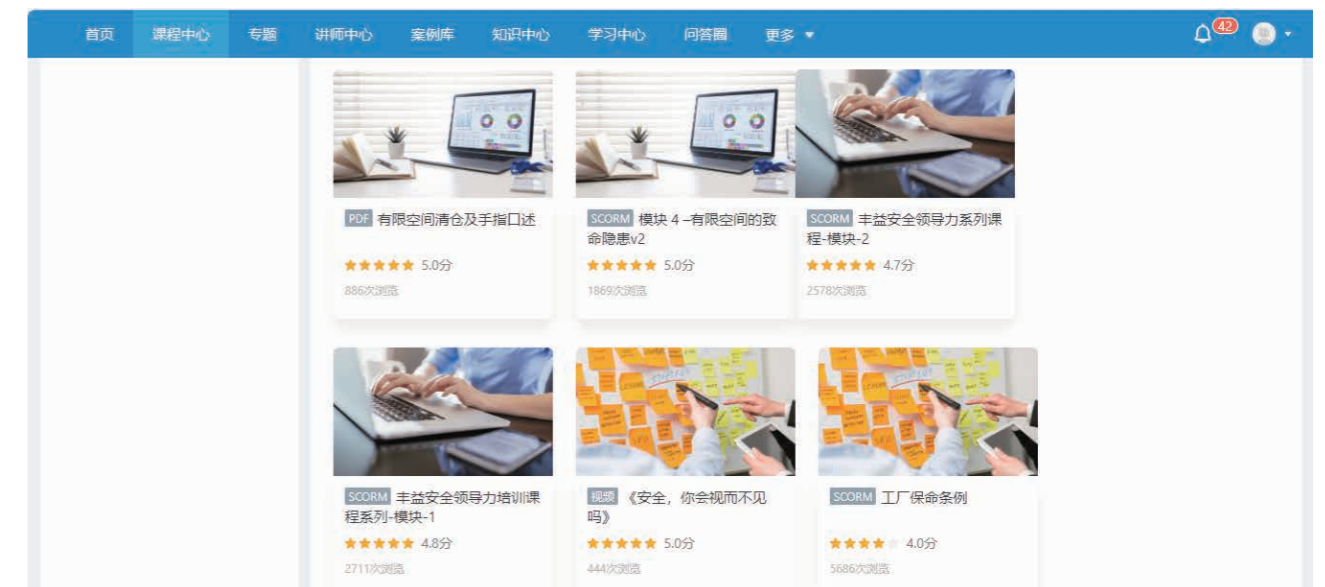 首页 课程中心 专题 讲师中心 案例库 知识中心 学习中心 问答圈 更多 42
PDF 有限空间清仓及手指口述
5.0分
886次浏览
SCORM 模块 4 –有限空间的致
命隐患v2
5.0分
1869次浏览
SCORM 丰益安全领导力系列课
程-模块-2
4.7分
2578次浏览
SCORM 丰益安全领导力培训课
程系列-模块-1
4.8分
2711次浏览
视频 《安全，你会视而不见
吗》
5.0分
444次浏览
SCORM 工厂保命条例
4.0分
5686次浏览